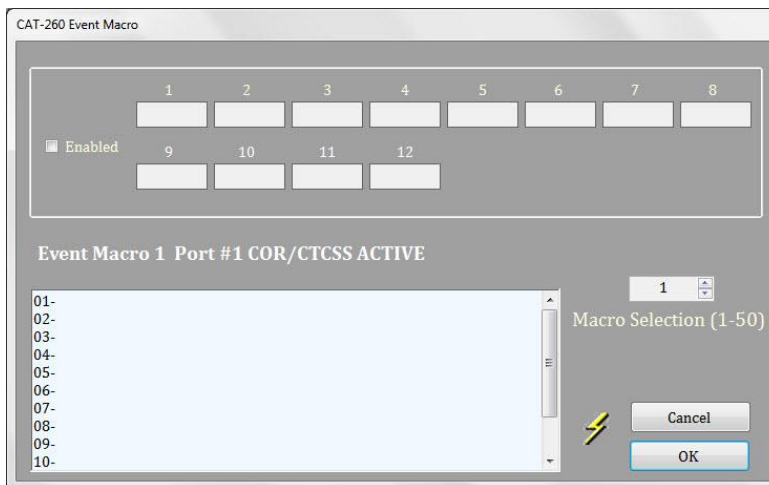 CAT-260 Event Macro
1 2 3 4 5 6 7 8
Enabled
9 10 11 12
Event Macro 1 Port #1 COR/CTCSS ACTIVE
01-
02-
03-
04-
05-
06-
07-
08-
09-
10-
1
Macro Selection (1-50)
Cancel
OK